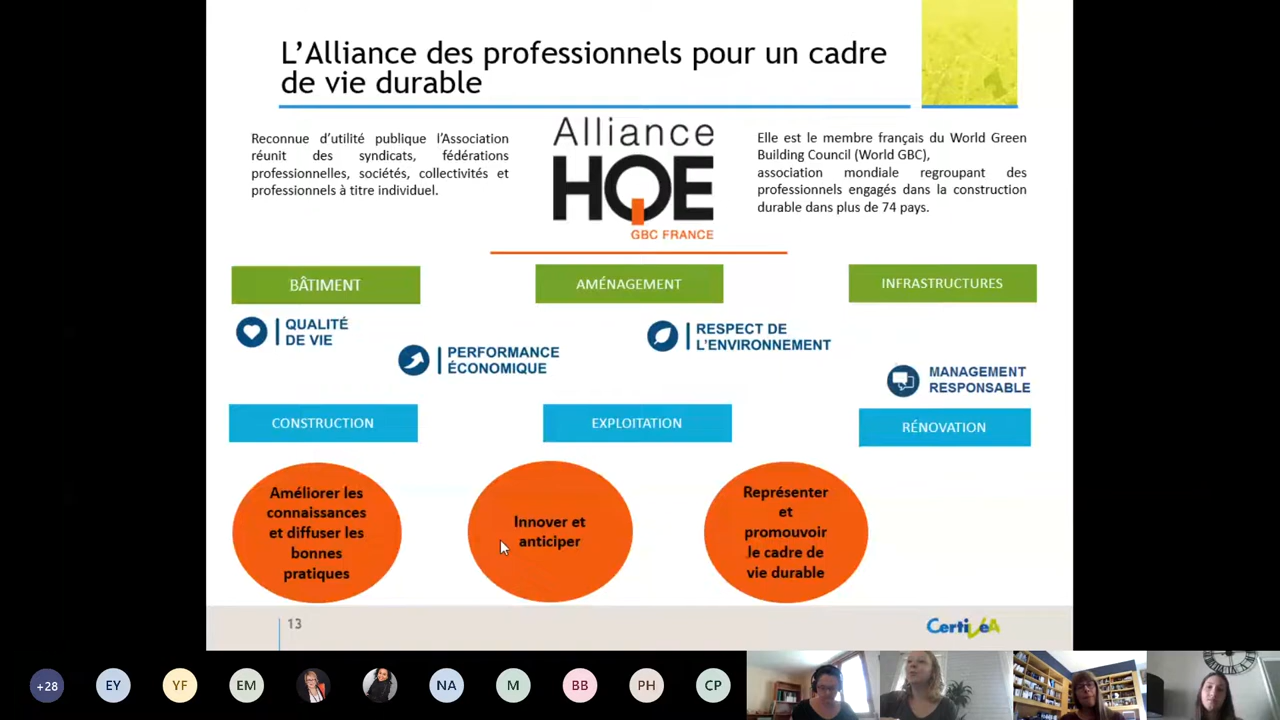 L'Alliance des professionnels pour un cadre
de vie durable
Reconnue d'utilité publique l'Association
réunit des syndicats, fédérations
professionnelles, sociétés, collectivités et
professionnels à titre individuel.
Alliance
HQE
GBC FRANCE
Elle est le membre français du World Green
Building Council (World GBC),
association mondiale regroupant des
professionnels engagés dans la construction
durable dans plus de 74 pays.
BÂTIMENT
AMÉNAGEMENT
INFRASTRUCTURES
QUALITÉ
DE VIE
PERFORMANCE
ÉCONOMIQUE
RESPECT DE
L'ENVIRONNEMENT
MANAGEMENT
RESPONSABLE
CONSTRUCTION
EXPLOITATION
RÉNOVATION
Améliorer les
connaissances
et diffuser les
bonnes
pratiques
Innover et
anticiper
Représenter
et
promouvoir
le cadre de
vie durable
13
CertiVéA
+28
EY
YF
EM
NA
M
BB
PH
CP